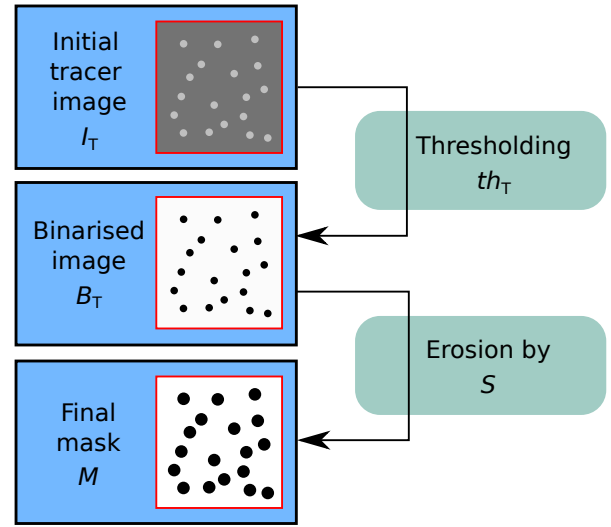 Initial
tracer
image
I_T
Thresholding
th_T
Binarised
image
B_T
Erosion by
S
Final
mask
M